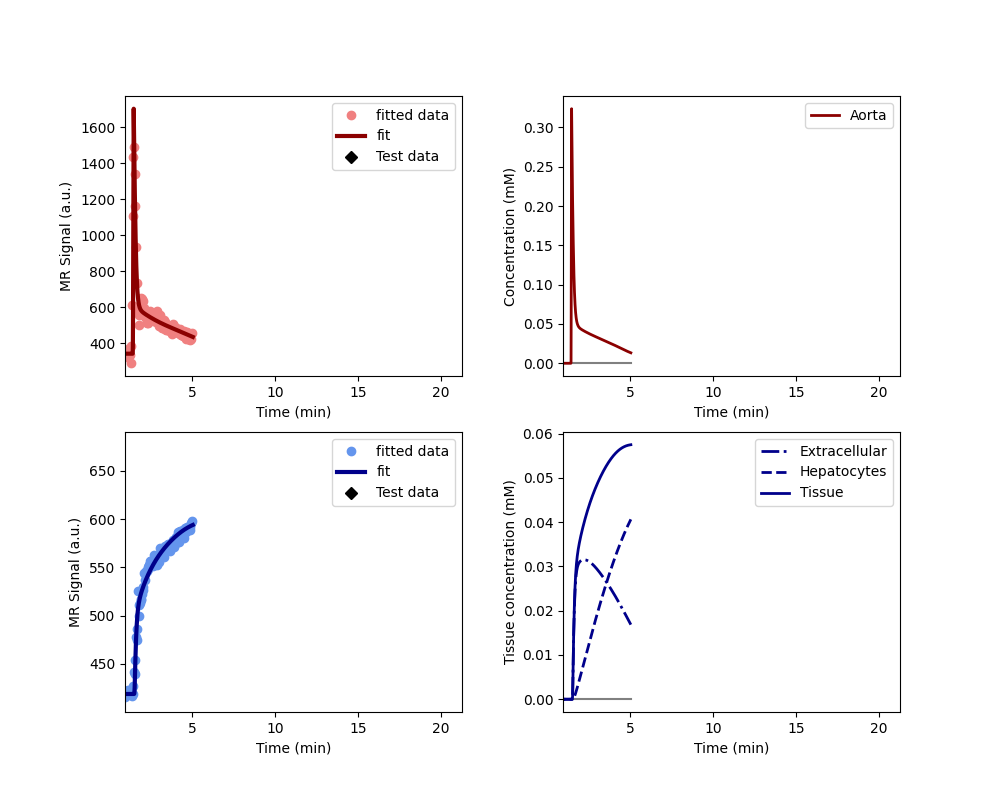 1600
1400
1200
1000
800
600
400
MR Signal (a.u.)
5
10
15
20
Time (min)
fitted data
fit
Test data
0.30
0.25
0.20
0.15
0.10
0.05
0.00
Concentration (mM)
5
10
15
20
Time (min)
Aorta
650
600
550
500
450
MR Signal (a.u.)
5
10
15
20
Time (min)
fitted data
fit
Test data
0.06
0.05
0.04
0.03
0.02
0.01
0.00
Tissue concentration (mM)
5
10
15
20
Time (min)
Extracellular
Hepatocytes
Tissue